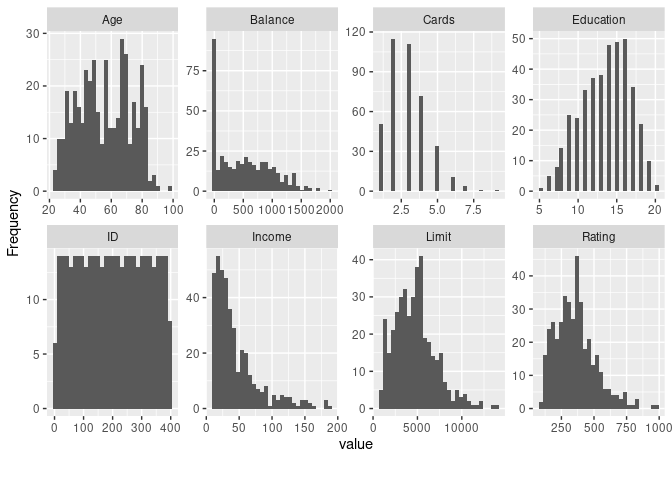 Age
Balance
Cards
Education
30
20
10
0
20 40 60 80 100
75
50
25
0
0 500 1000 1500 2000
120
90
60
30
0
2.5 5.0 7.5
50
40
30
20
10
0
5 10 15 20
Frequency
ID
Income
Limit
Rating
10
5
0
0 100 200 300 400
40
20
0
0 50 100 150 200
40
30
20
10
0
0 5000 10000
40
30
20
10
0
250 500 750 1000
value